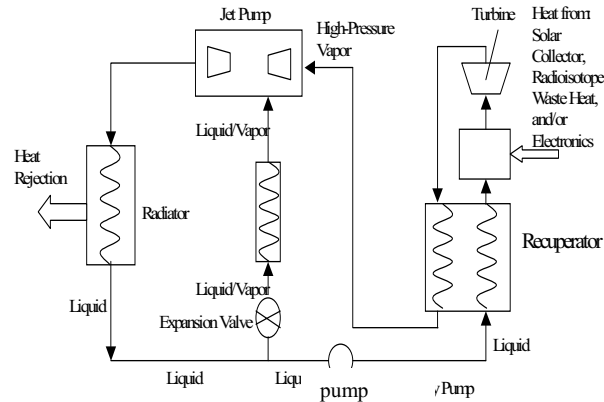 Jet Pump
High-Pressure
Vapor
Turbine
Heat from
Solar
Collector,
Radioisotope
Waste Heat,
and/or
Electronics
Liquid/Vapor
Heat
Rejection
Radiator
Recuperator
Liquid/Vapor
Expansion Valve
Liquid
Liquid
Liquid
Liqu
pump
y Pump